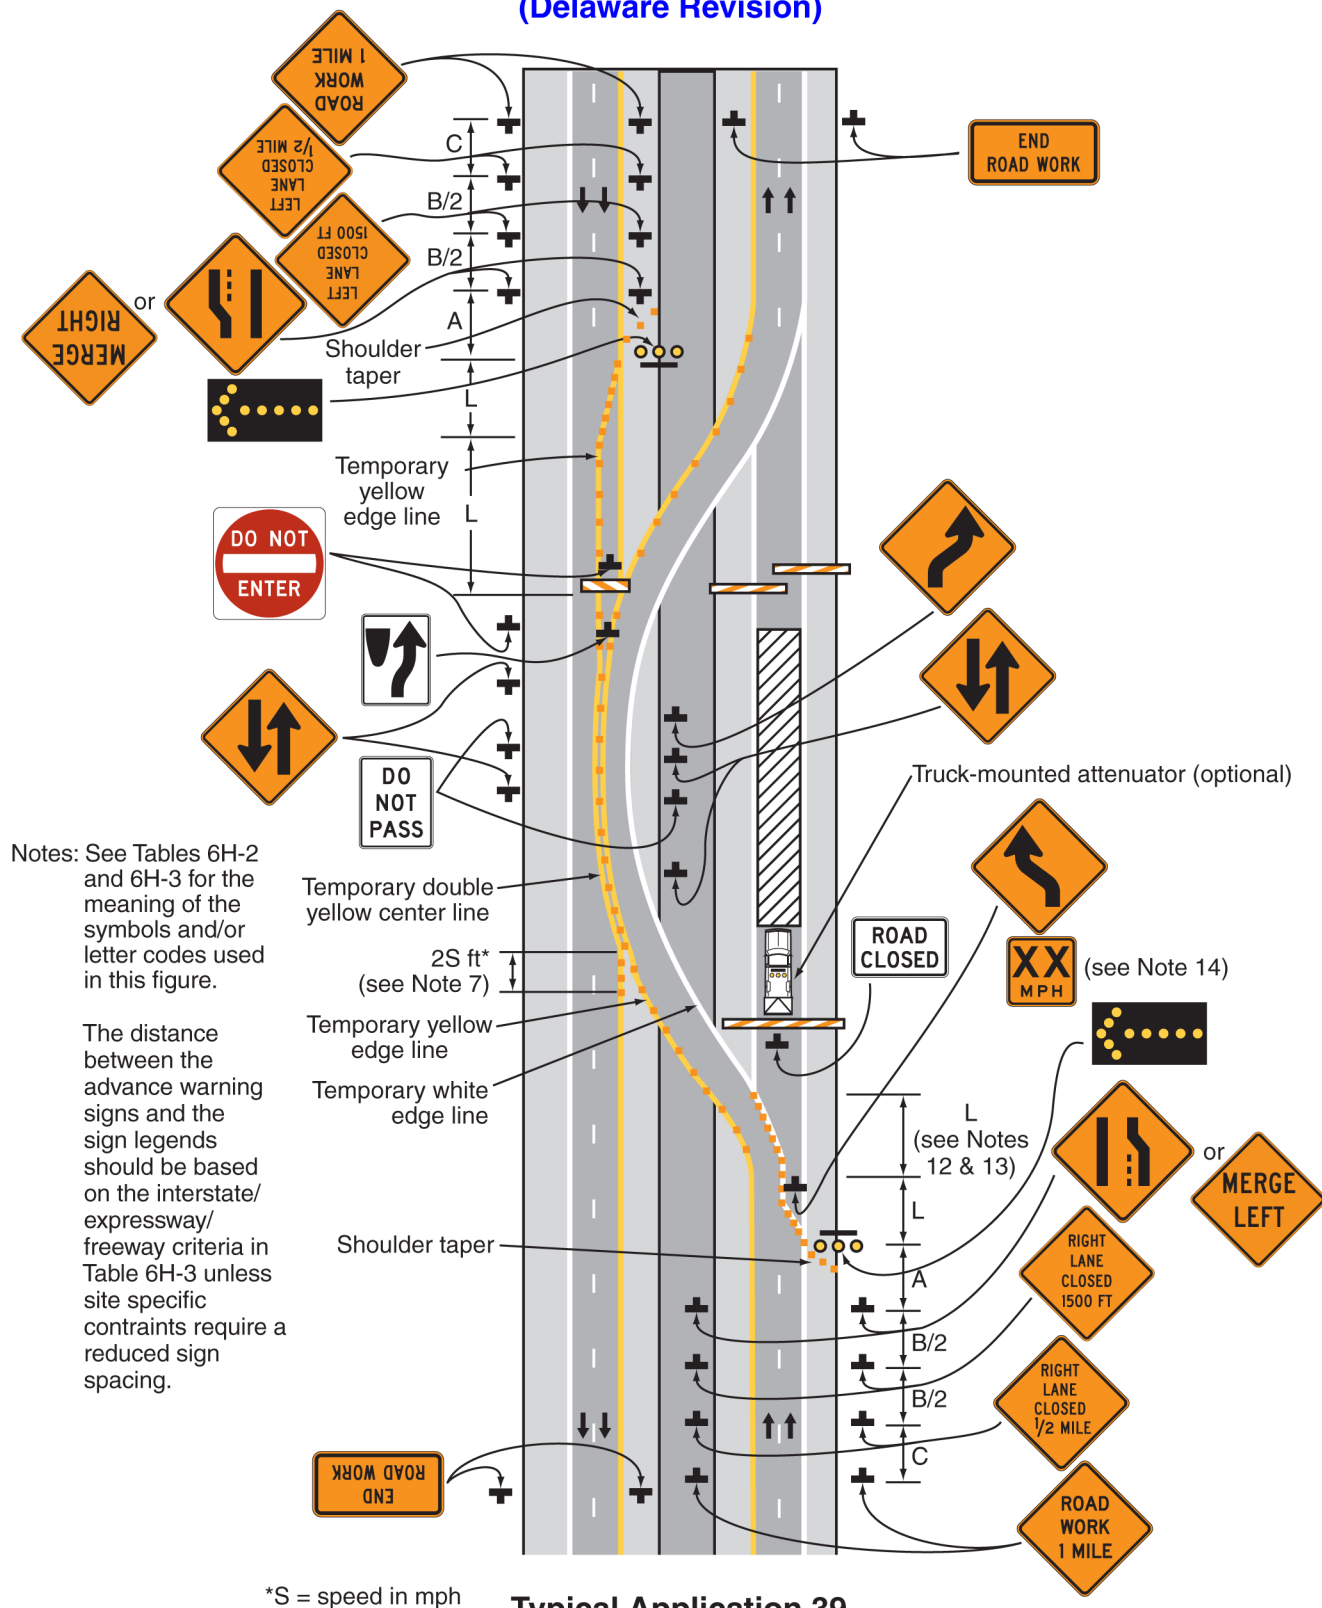 (Delaware Revision)
ROAD
WORK
1 MILE
LEFT
LANE
CLOSED
1/2 MILE
LEFT
LANE
CLOSED
1500 FT
MERGE
RIGHT
or
C
B/2
B/2
A
L
L
END
ROAD WORK
Shoulder
taper
Temporary
yellow
edge line
DO NOT
ENTER
DO
NOT
PASS
Truck-mounted attenuator (optional)
Notes: See Tables 6H-2
and 6H-3 for the
meaning of the
symbols and/or
letter codes used
in this figure.
The distance
between the
advance warning
signs and the
sign legends
should be based
on the interstate/
expressway/
freeway criteria in
Table 6H-3 unless
site specific
contraints require a
reduced sign
spacing.
Temporary double
yellow center line
2S ft*
(see Note 7)
Temporary yellow
edge line
Temporary white
edge line
ROAD
CLOSED
XX
MPH
(see Note 14)
L
(see Notes
12 & 13)
L
A
B/2
B/2
C
or
MERGE
LEFT
Shoulder taper
RIGHT
LANE
CLOSED
1500 FT
RIGHT
LANE
CLOSED
1/2 MILE
ROAD
WORK
1 MILE
END
ROAD WORK
*S = speed in mph
Typical Application 39